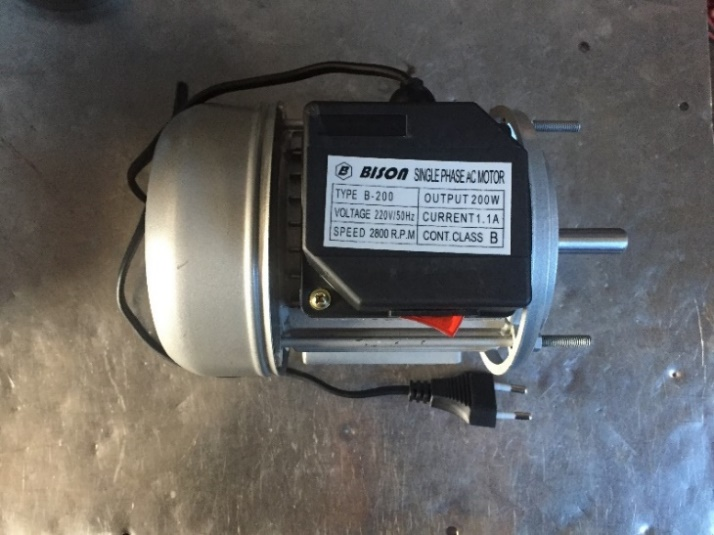 B BISON SINGLE PHASE AC MOTOR
TYPE B-200 OUTPUT 200W
VOLTAGE 220V/50Hz CURRENT 1.1A
SPEED 2800 R.P.M CONT. CLASS B